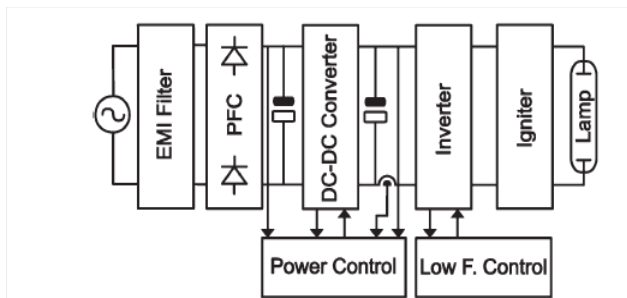 EMI Filter
PFC
DC-DC Converter
Inverter
Igniter
Lamp
Power Control
Low F. Control